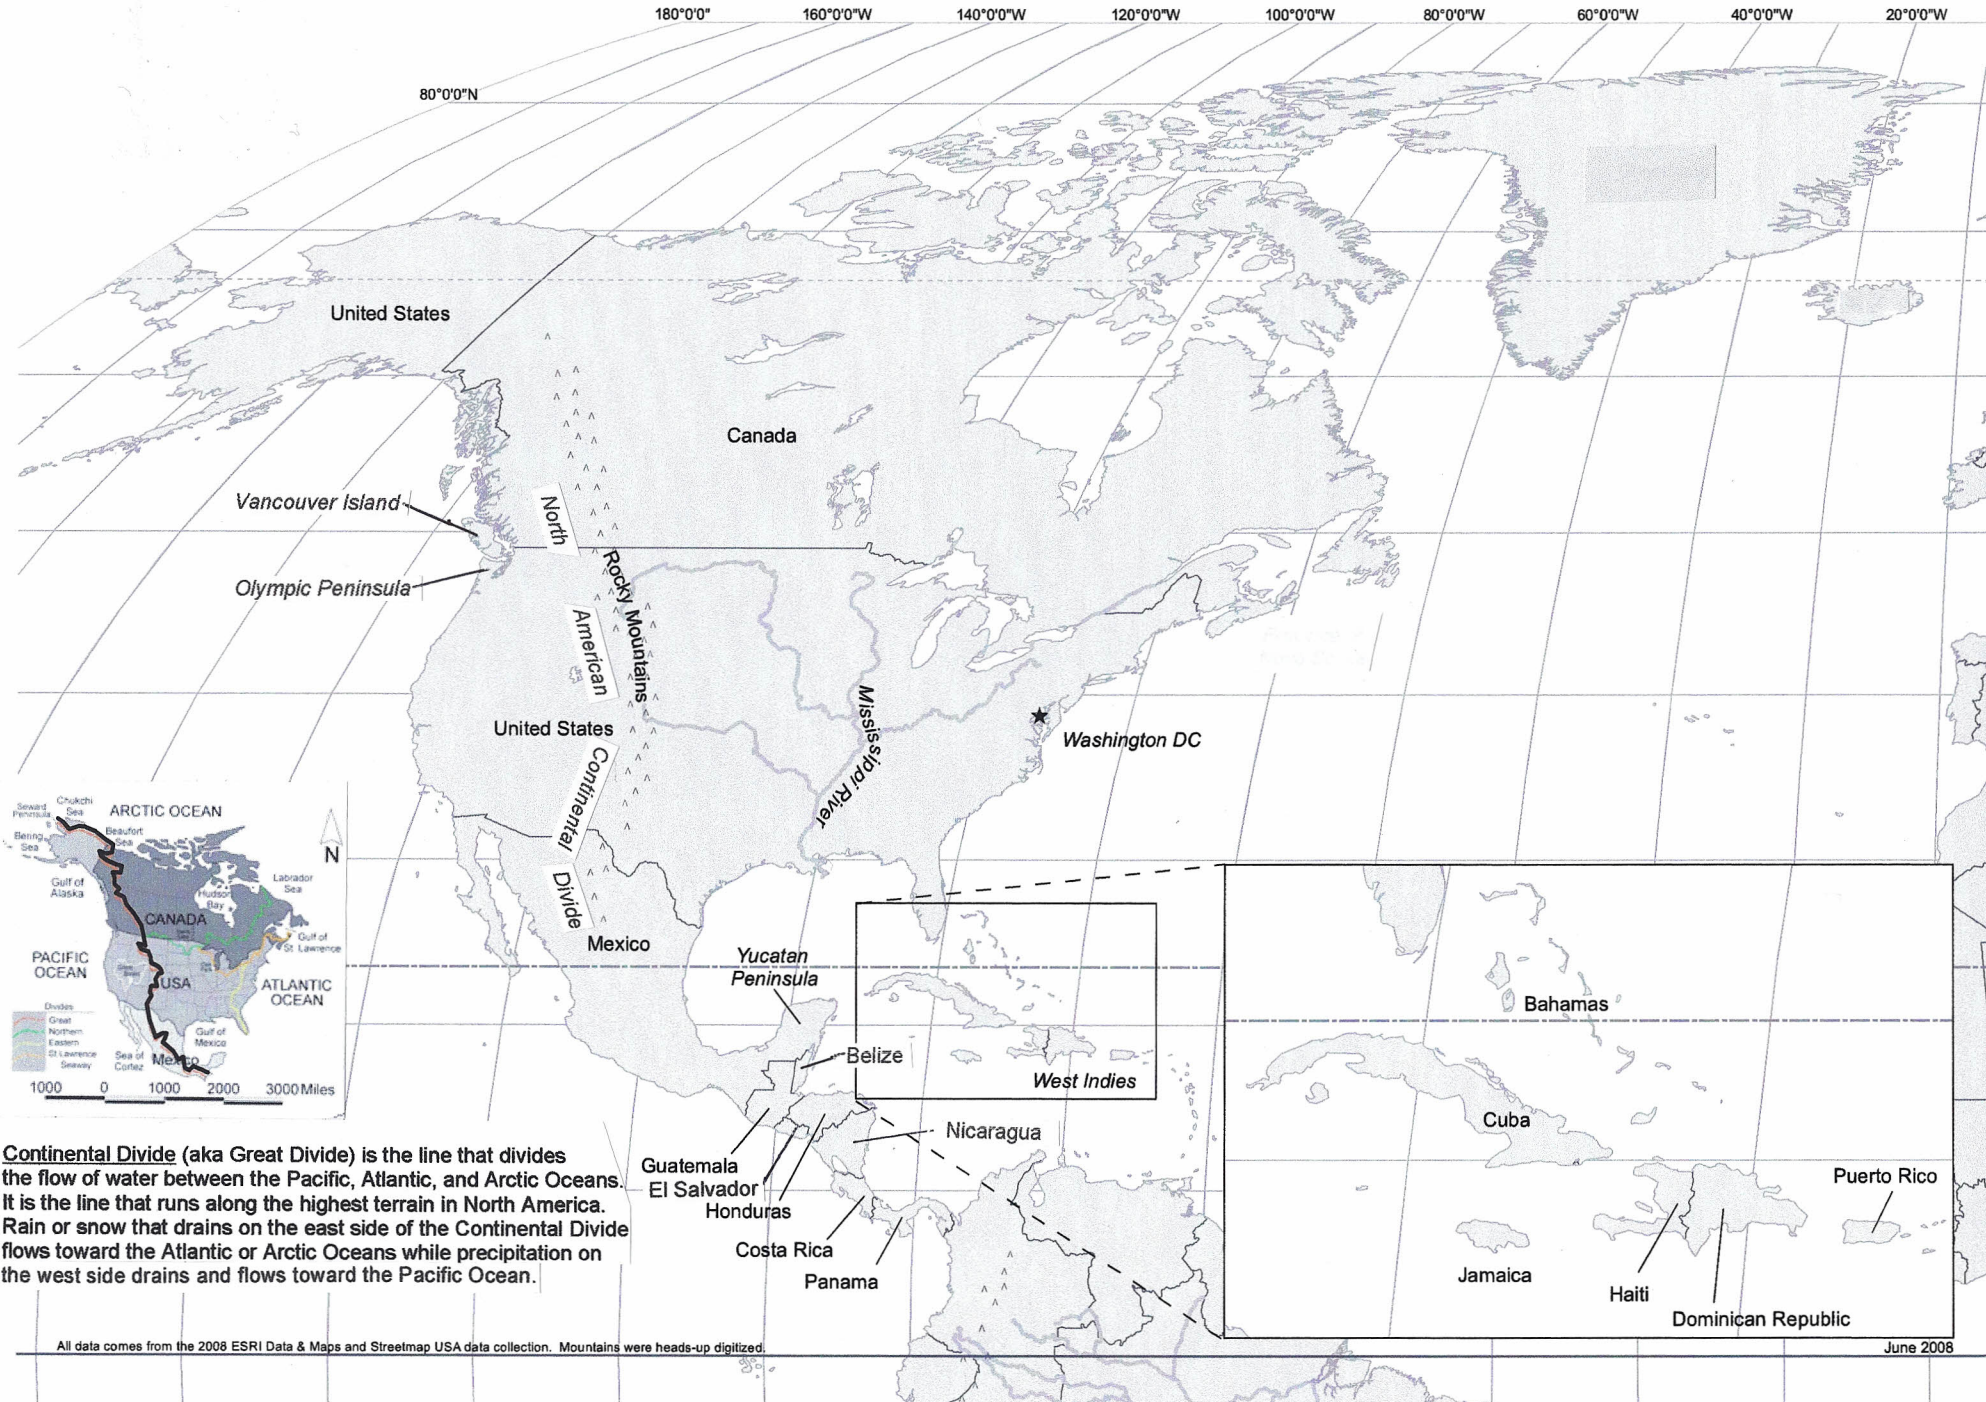 180°0'0" 160°0'0"W 140°0'0"W 120°0'0"W 100°0'0"W 80°0'0"W 60°0'0"W 40°0'0"W 20°0'0"W
80°0'0"N
United States
Canada
Vancouver Island
Olympic Peninsula
North
American
Continental
Divide
Rocky Mountains
United States
Mississippi River
Washington DC
Mexico
Yucatan
Peninsula
Belize
West Indies
Nicaragua
Guatemala
El Salvador
Honduras
Costa Rica
Panama
Bahamas
Cuba
Puerto Rico
Jamaica
Haiti
Dominican Republic
Seward
Peninsula
Chukchi
Sea
ARCTIC OCEAN
Bering
Sea
Beaufort
Sea
N
Gulf of
Alaska
Hudson
Bay
Labrador
Sea
CANADA
Gulf of
St Lawrence
PACIFIC
OCEAN
USA
ATLANTIC
OCEAN
Divides
Great
Northern
Eastern
St Lawrence
Seaway
Gulf of
Mexico
Sea of
Cortez
Mexico
1000 0 1000 2000 3000 Miles
Continental Divide (aka Great Divide) is the line that divides
the flow of water between the Pacific, Atlantic, and Arctic Oceans.
It is the line that runs along the highest terrain in North America.
Rain or snow that drains on the east side of the Continental Divide
flows toward the Atlantic or Arctic Oceans while precipitation on
the west side drains and flows toward the Pacific Ocean.
All data comes from the 2008 ESRI Data & Maps and Streetmap USA data collection. Mountains were heads-up digitized.
June 2008